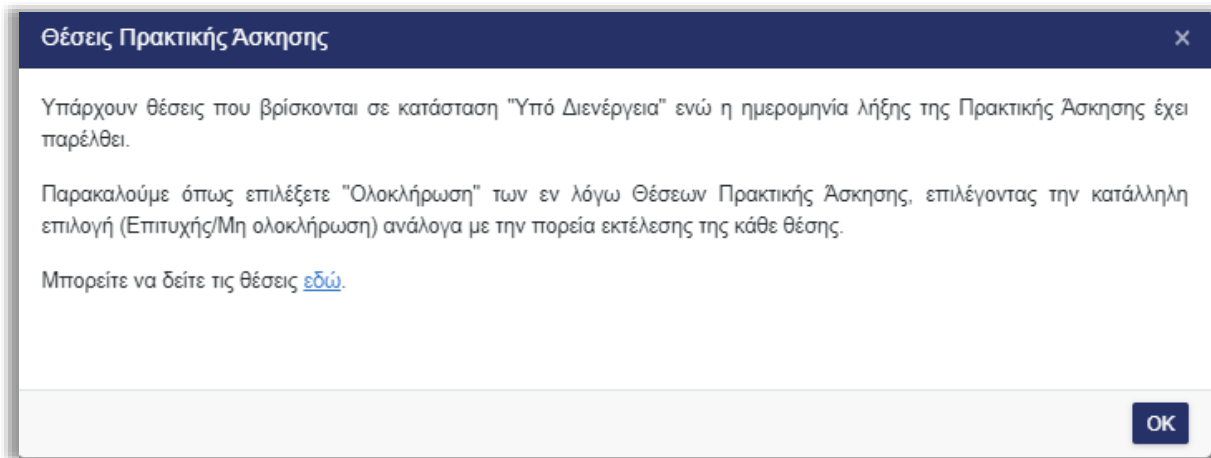 Θέσεις Πρακτικής Άσκησης ×
Υπάρχουν θέσεις που βρίσκονται σε κατάσταση "Υπό Διενέργεια" ενώ η ημερομηνία λήξης της Πρακτικής Άσκησης έχει
παρέλθει.
Παρακαλούμε όπως επιλέξετε "Ολοκλήρωση" των εν λόγω Θέσεων Πρακτικής Άσκησης, επιλέγοντας την κατάλληλη
επιλογή (Επιτυχής/Μη ολοκλήρωση) ανάλογα με την πορεία εκτέλεσης της κάθε θέσης.
Μπορείτε να δείτε τις θέσεις εδώ.
OK